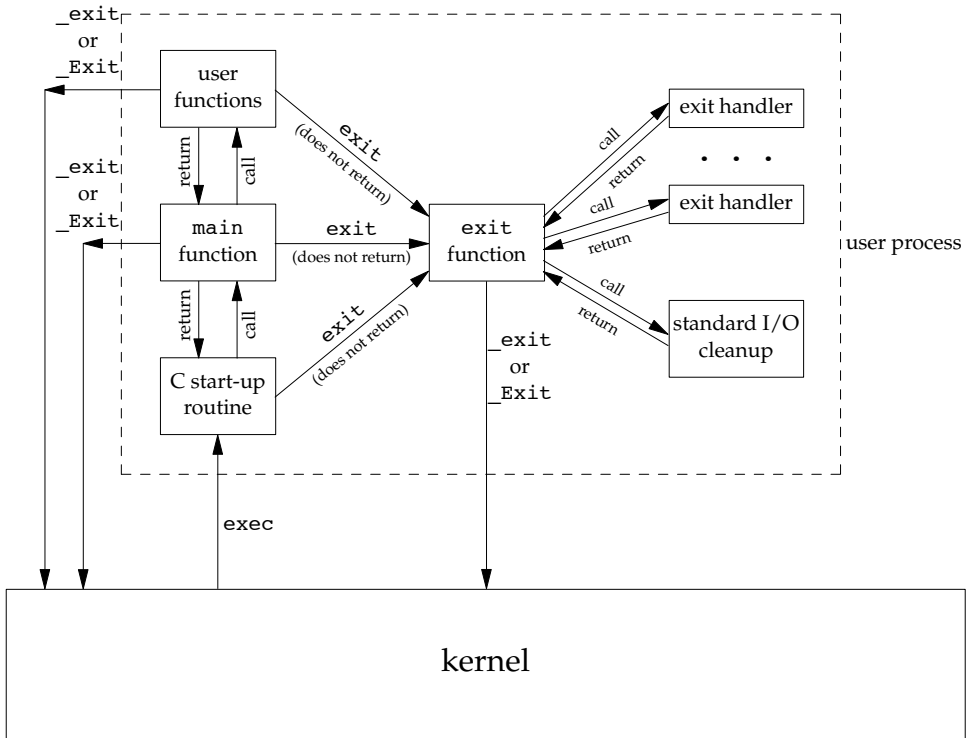 _exit
or
_Exit
user
functions
exit
(does not return)
call
return
exit handler
. . .
return
call
_exit
or
_Exit
main
function
exit
(does not return)
exit
function
call
return
exit handler
user process
return
call
exit
(does not return)
call
return
standard I/O
cleanup
C start-up
routine
_exit
or
_Exit
exec
kernel